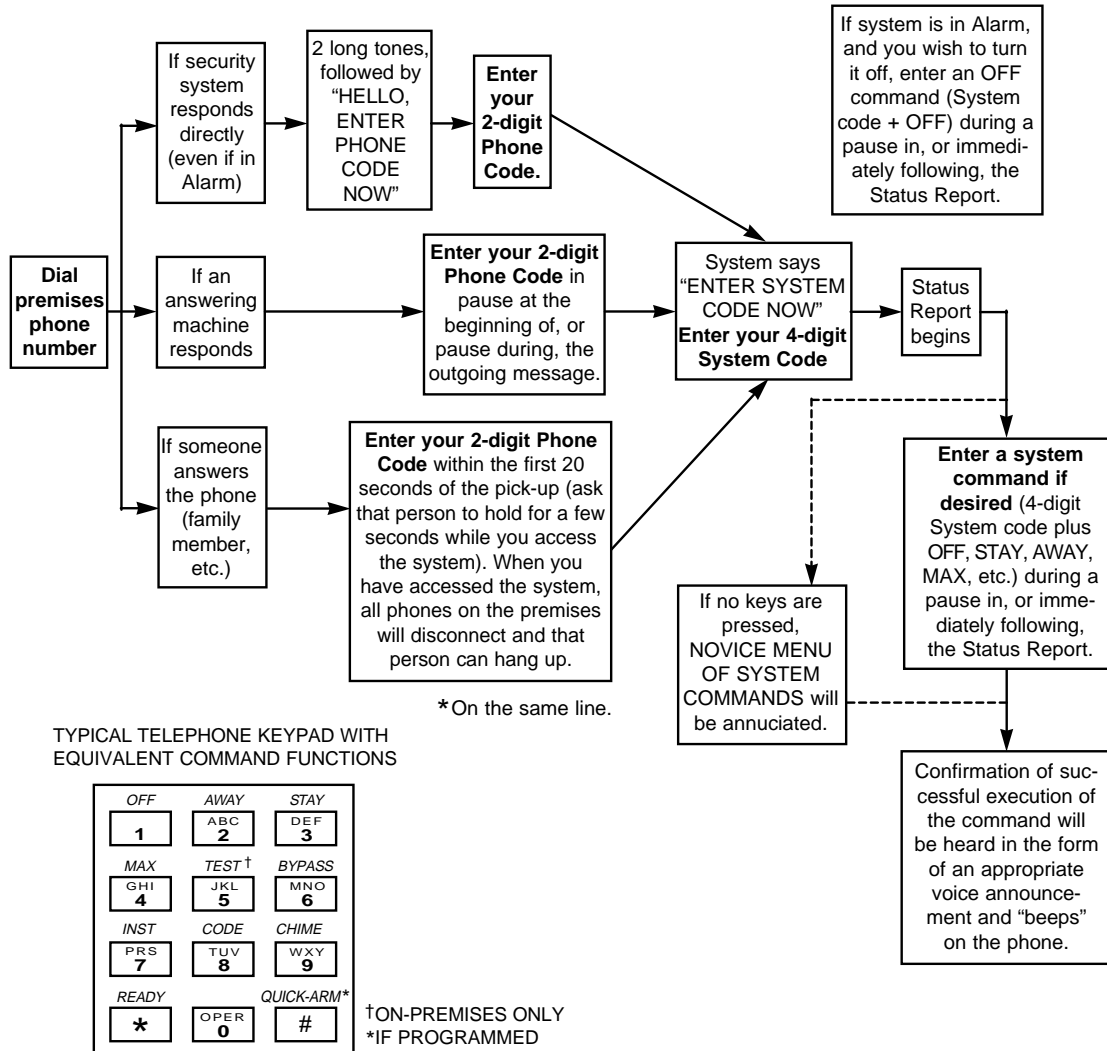 If security
system
responds
directly
(even if in
Alarm)
2 long tones,
followed by
“HELLO,
ENTER
PHONE
CODE
NOW”
Enter
your
2-digit
Phone
Code.
If system is in Alarm,
and you wish to turn
it off, enter an OFF
command (System
code + OFF) during a
pause in, or immedi-
ately following, the
Status Report.
Dial
premises
phone
number
If an
answering
machine
responds
Enter your 2-digit
Phone Code in
pause at the
beginning of, or
pause during, the
outgoing message.
System says
“ENTER SYSTEM
CODE NOW”
Enter your 4-digit
System Code
Status
Report
begins
If someone
answers
the phone
(family
member,
etc.)
Enter your 2-digit Phone
Code within the first 20
seconds of the pick-up (ask
that person to hold for a few
seconds while you access
the system). When you
have accessed the system,
all phones on the premises
will disconnect and that
person can hang up.
*On the same line.
If no keys are
pressed,
NOVICE MENU
OF SYSTEM
COMMANDS will
be annuciated.
Enter a system
command if
desired (4-digit
System code plus
OFF, STAY, AWAY,
MAX, etc.) during a
pause in, or imme-
diately following,
the Status Report.
Confirmation of suc-
cessful execution of
the command will
be heard in the form
of an appropriate
voice announce-
ment and “beeps”
on the phone.
TYPICAL TELEPHONE KEYPAD WITH
EQUIVALENT COMMAND FUNCTIONS
OFF AWAY STAY
ABC DEF
1 2 3
MAX TEST † BYPASS
GHI JKL MNO
4 5 6
INST CODE CHIME
PRS TUV WXY
7 8 9
READY QUICK-ARM*
OPER
* 0 #
†ON-PREMISES ONLY
*IF PROGRAMMED